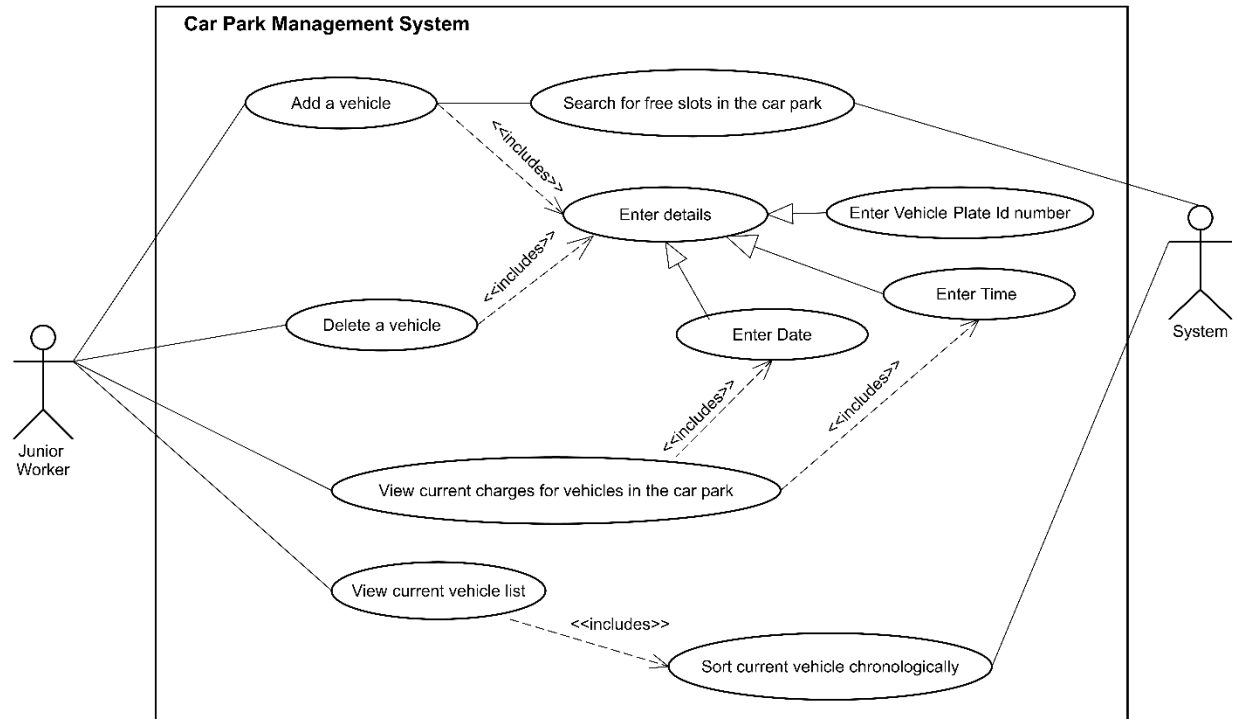 Car Park Management System
Add a vehicle
Search for free slots in the car park
<<includes>>
Enter details
Enter Vehicle Plate Id number
<<includes>>
Enter Time
Delete a vehicle
Enter Date
System
<<includes>>
<<includes>>
Junior
Worker
View current charges for vehicles in the car park
View current vehicle list
<<includes>>
Sort current vehicle chronologically